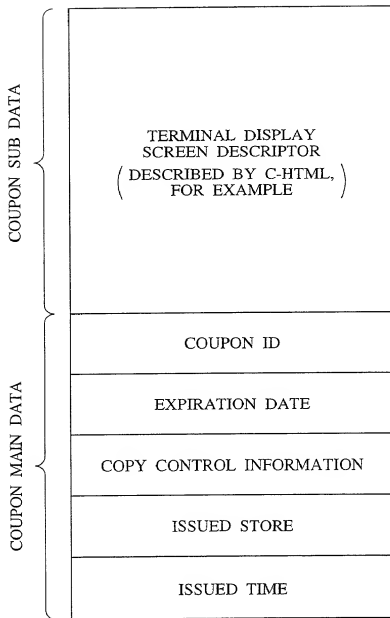 COUPON SUB DATA
TERMINAL DISPLAY
SCREEN DESCRIPTOR
(DESCRIBED BY C-HTML,
FOR EXAMPLE)
COUPON MAIN DATA
COUPON ID
EXPIRATION DATE
COPY CONTROL INFORMATION
ISSUED STORE
ISSUED TIME